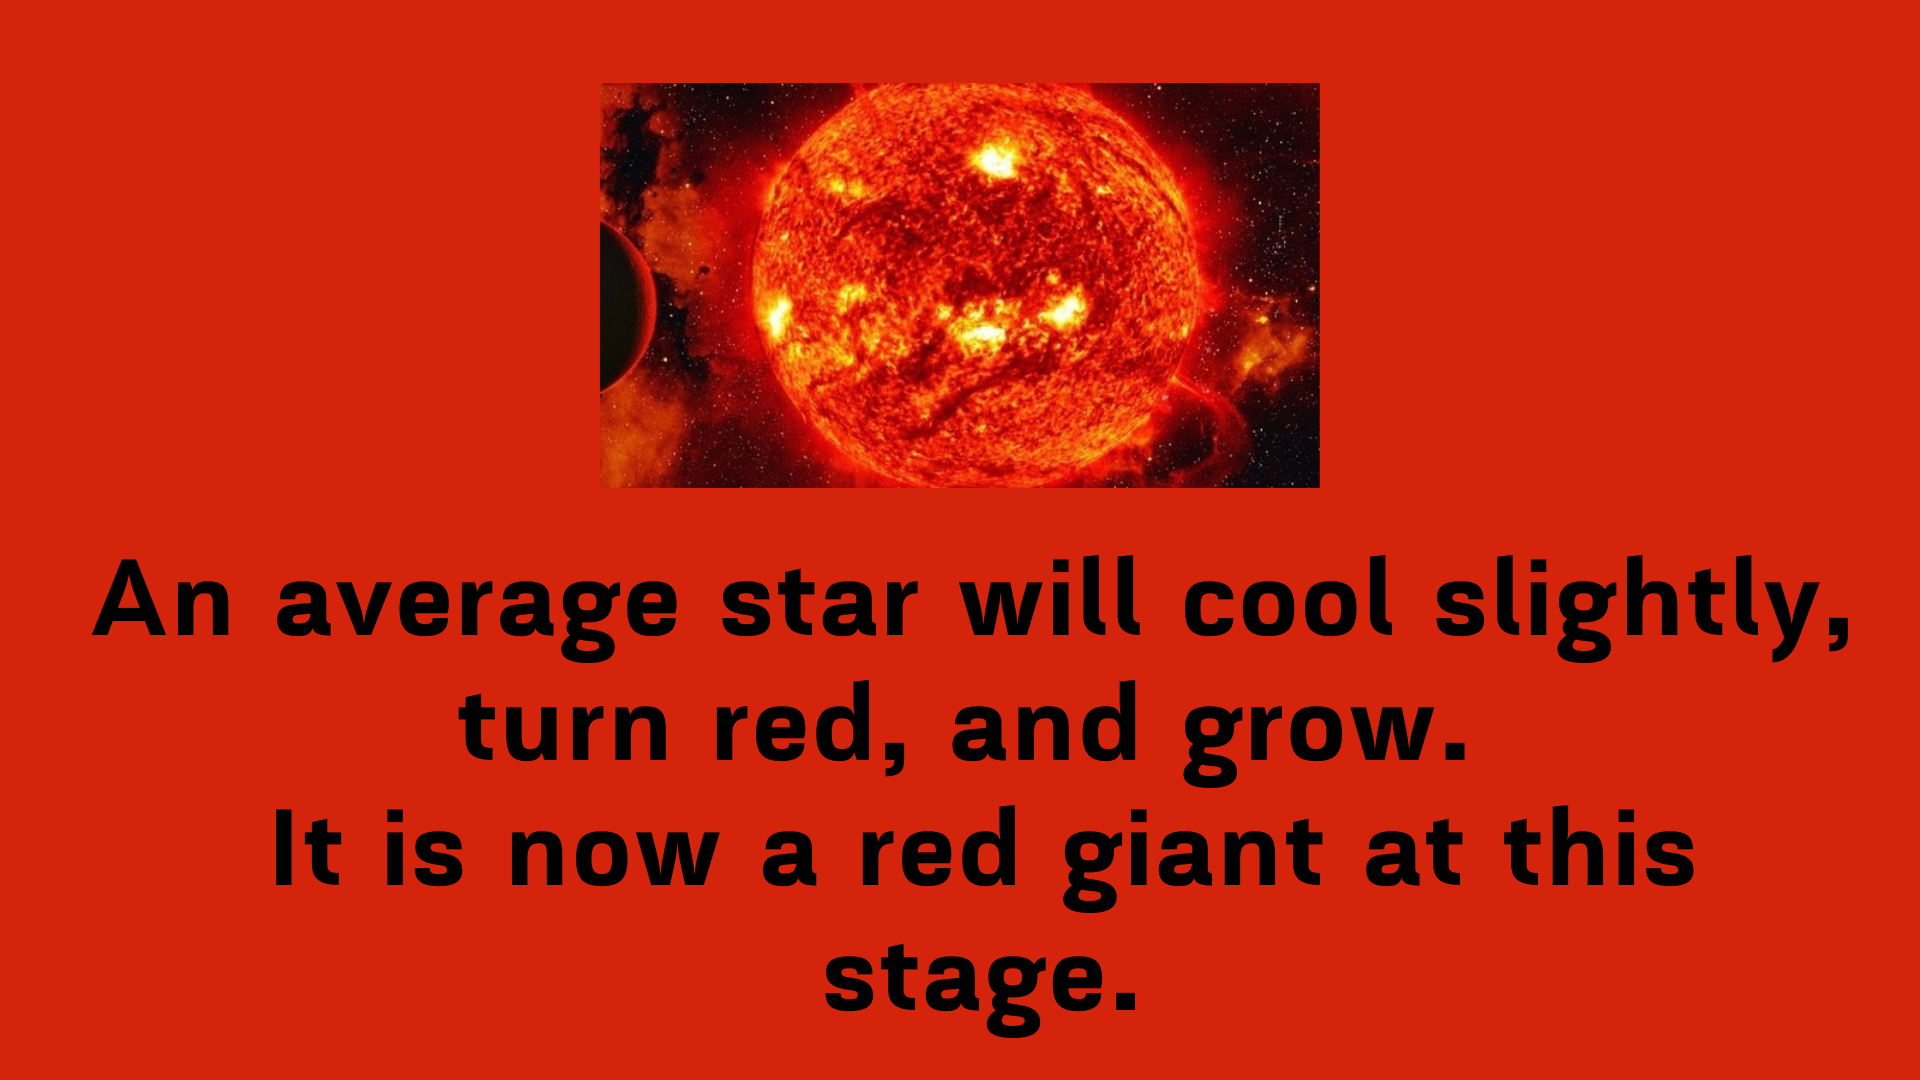 An average star will cool slightly,
turn red, and grow.
It is now a red giant at this
stage.